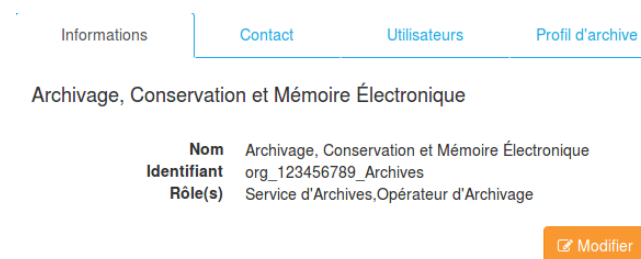 Informations Contact Utilisateurs Profil d'archive
Archivage, Conservation et Mémoire Électronique
Nom Archivage, Conservation et Mémoire Électronique
Identifiant org_123456789_Archives
Rôle(s) Service d'Archives,Opérateur d'Archivage
Modifier